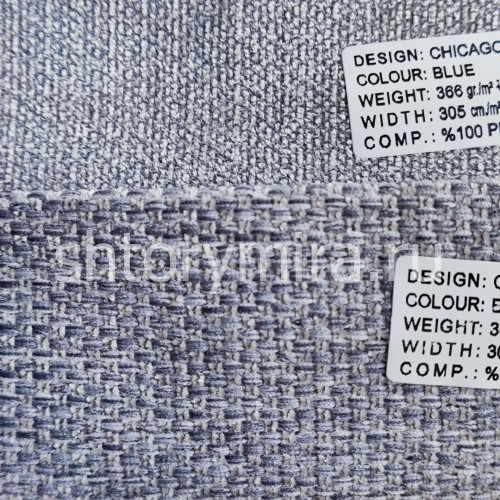 DESIGN: CHICAGO
COLOUR: BLUE
WEIGHT: 366 gr./m²
WIDTH: 305 cm/m²
COMP.: %100
shtorymira.ru
DESIGN:
COLOUR:
WEIGHT:
WIDTH:
COMP.: